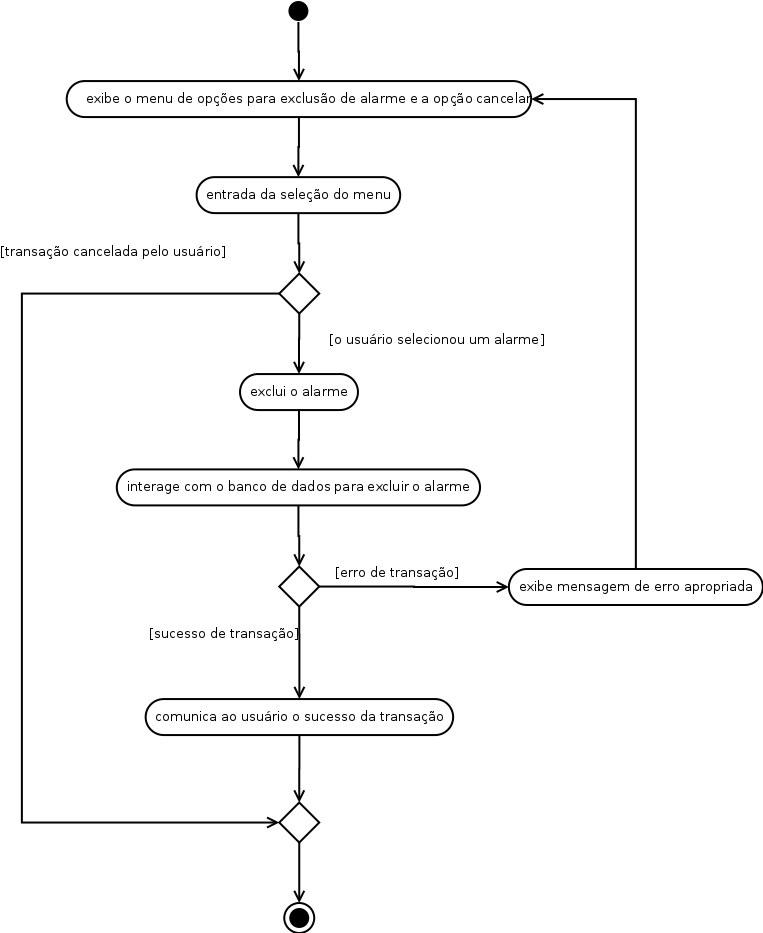 exibe o menu de opções para exclusão de alarme e a opção cancelar
entrada da seleção do menu
[transação cancelada pelo usuário]
[o usuário selecionou um alarme]
exclui o alarme
interage com o banco de dados para excluir o alarme
[erro de transação]
exibe mensagem de erro apropriada
[sucesso de transação]
comunica ao usuário o sucesso da transação